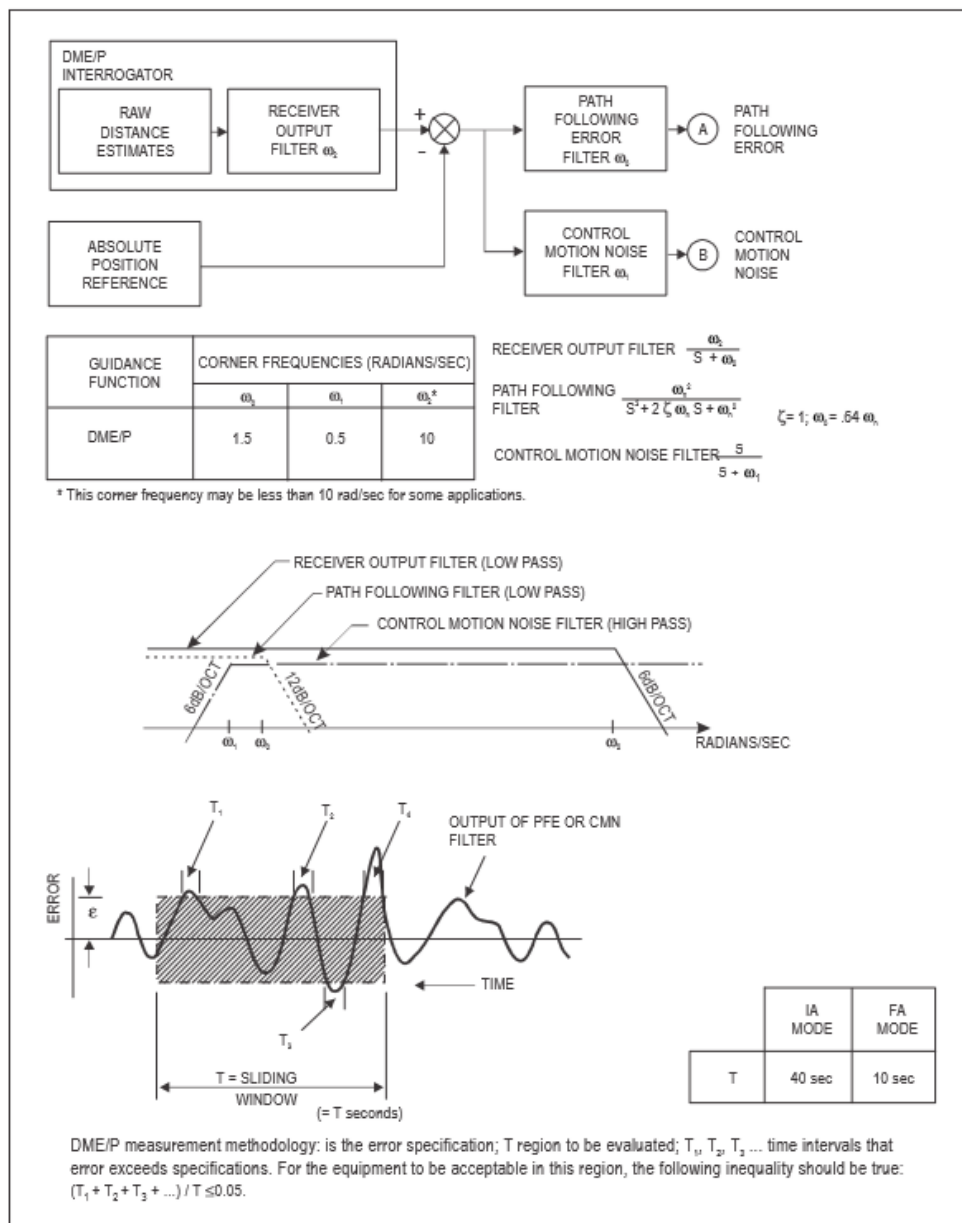 DME/P
INTERROGATOR
RAW
DISTANCE
ESTIMATES
RECEIVER
OUTPUT
FILTER ω₂
+
−
PATH
FOLLOWING
ERROR
FILTER ω₀
A
PATH
FOLLOWING
ERROR
ABSOLUTE
POSITION
REFERENCE
CONTROL
MOTION NOISE
FILTER ω₁
B
CONTROL
MOTION
NOISE
GUIDANCE
FUNCTION
CORNER FREQUENCIES (RADIANS/SEC)
ω₀ ω₁ ω₂*
DME/P 1.5 0.5 10
* This corner frequency may be less than 10 rad/sec for some applications.
RECEIVER OUTPUT FILTER ω₂ / (S + ω₂)
PATH FOLLOWING
FILTER ωₙ² / (S² + 2 ζ ωₙ S + ωₙ²) ζ = 1; ω₀ = .64 ωₙ
CONTROL MOTION NOISE FILTER S / (S + ω₁)
RECEIVER OUTPUT FILTER (LOW PASS)
PATH FOLLOWING FILTER (LOW PASS)
CONTROL MOTION NOISE FILTER (HIGH PASS)
6dB/OCT
12dB/OCT
6dB/OCT
ω₁ ω₀ ω₂ RADIANS/SEC
T₁ T₂ T₄
OUTPUT OF PFE OR CMN
FILTER
ERROR
ε
TIME
T₃
T = SLIDING
WINDOW
(= T seconds)
IA
MODE
FA
MODE
T 40 sec 10 sec
DME/P measurement methodology: is the error specification; T region to be evaluated; T₁, T₂, T₃ ... time intervals that
error exceeds specifications. For the equipment to be acceptable in this region, the following inequality should be true:
(T₁ + T₂ + T₃ + ...) / T ≤0.05.